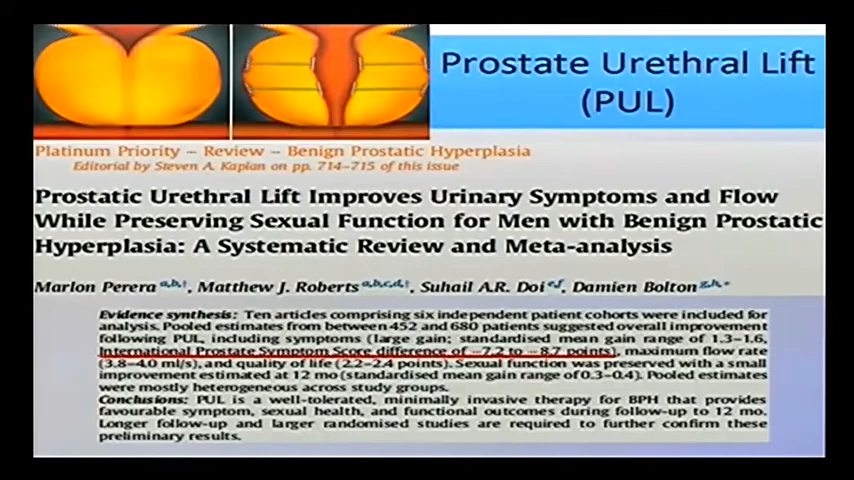 Prostate Urethral Lift
(PUL)
Platinum Priority – Review – Benign Prostatic Hyperplasia
Editorial by Steven A. Kaplan on pp. 714–715 of this issue
Prostatic Urethral Lift Improves Urinary Symptoms and Flow
While Preserving Sexual Function for Men with Benign Prostatic
Hyperplasia: A Systematic Review and Meta-analysis
Marlon Perera a,b,†, Matthew J. Roberts a,b,c,d,†, Suhail A.R. Doi e,f, Damien Bolton g,h,*
Evidence synthesis: Ten articles comprising six independent patient cohorts were included for
analysis. Pooled estimates from between 452 and 680 patients suggested overall improvement
following PUL, including symptoms (large gain; standardised mean gain range of 1.3–1.6,
International Prostate Symptom Score difference of −7.2 to −8.7 points), maximum flow rate
(3.8–4.0 ml/s), and quality of life (2.2–2.4 points). Sexual function was preserved with a small
improvement estimated at 12 mo (standardised mean gain range of 0.3–0.4). Pooled estimates
were mostly heterogeneous across study groups.
Conclusions: PUL is a well-tolerated, minimally invasive therapy for BPH that provides
favourable symptom, sexual health, and functional outcomes during follow-up to 12 mo.
Longer follow-up and larger randomised studies are required to further confirm these
preliminary results.